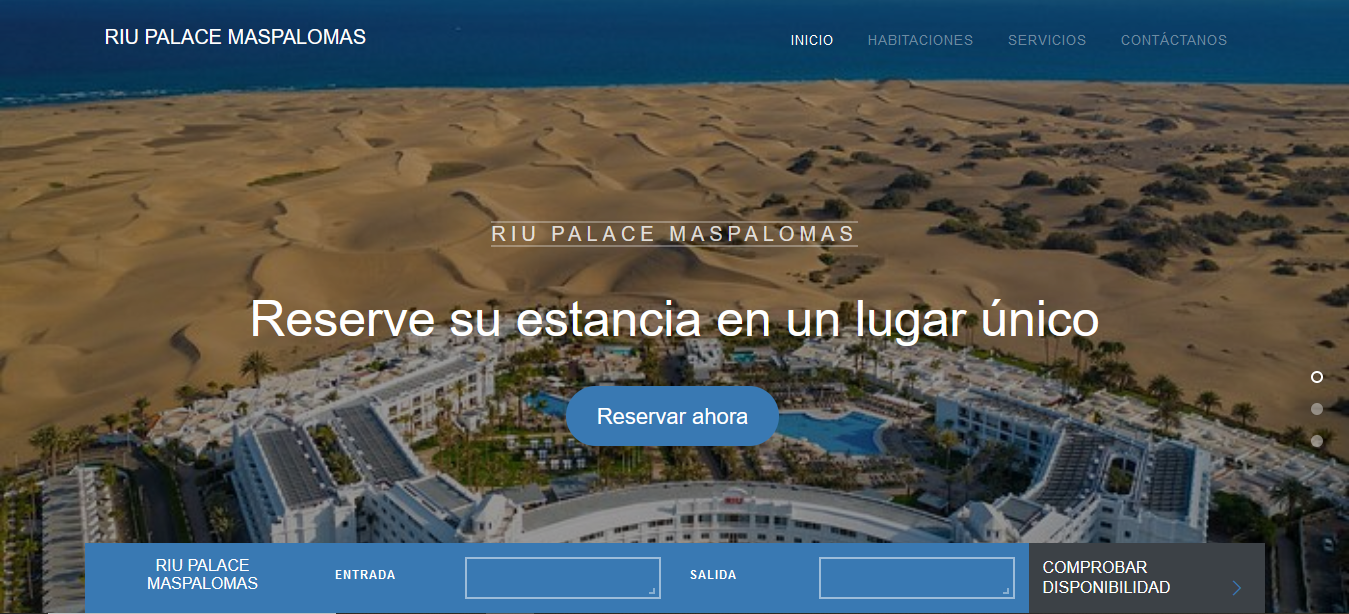 RIU PALACE MASPALOMAS
INICIO HABITACIONES SERVICIOS CONTÁCTANOS
RIU PALACE MASPALOMAS
Reserve su estancia en un lugar único
Reservar ahora
RIU
RIU PALACE
MASPALOMAS
ENTRADA
SALIDA
COMPROBAR
DISPONIBILIDAD